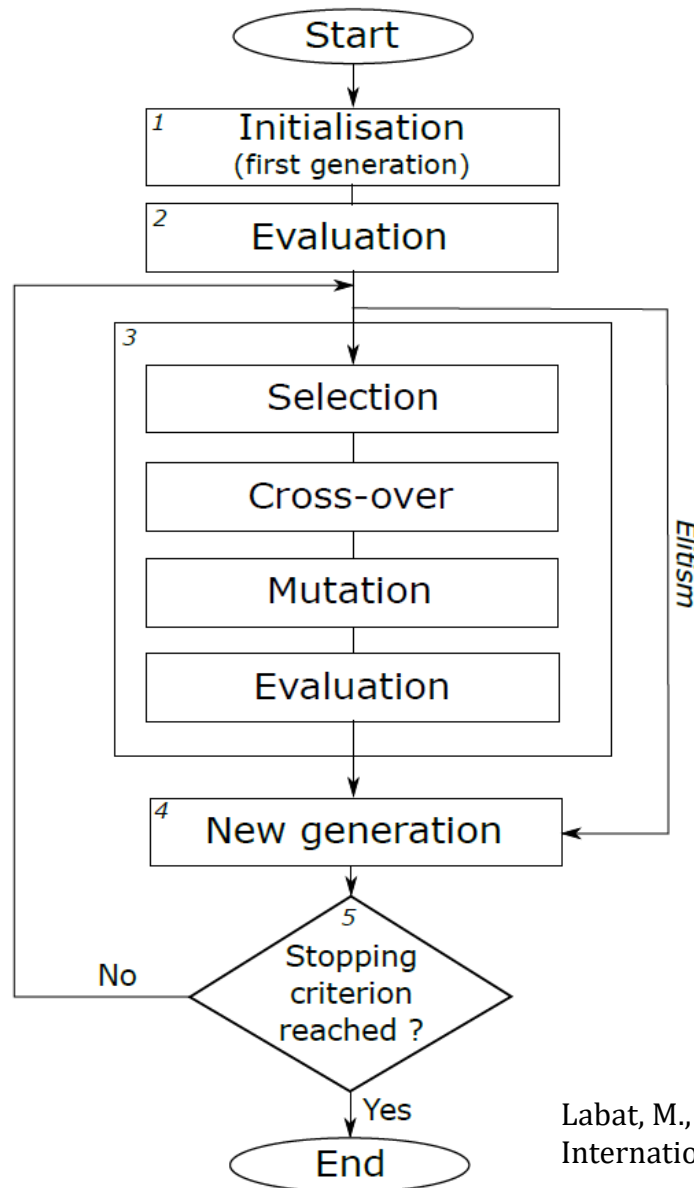 Start
1
Initialisation
(first generation)
2
Evaluation
3
Selection
Cross-over
Mutation
Evaluation
Elitism
4
New generation
5
Stopping
criterion
reached ?
No
Yes
End
Labat, M.,
Internatio